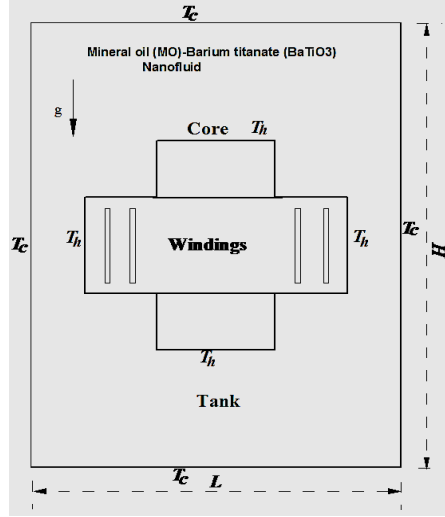 Tc
Mineral oil (MO)-Barium titanate (BaTiO3)
Nanofluid
g
Core Th
Tc Th Windings Th Tc
H
Th
Tank
Tc L